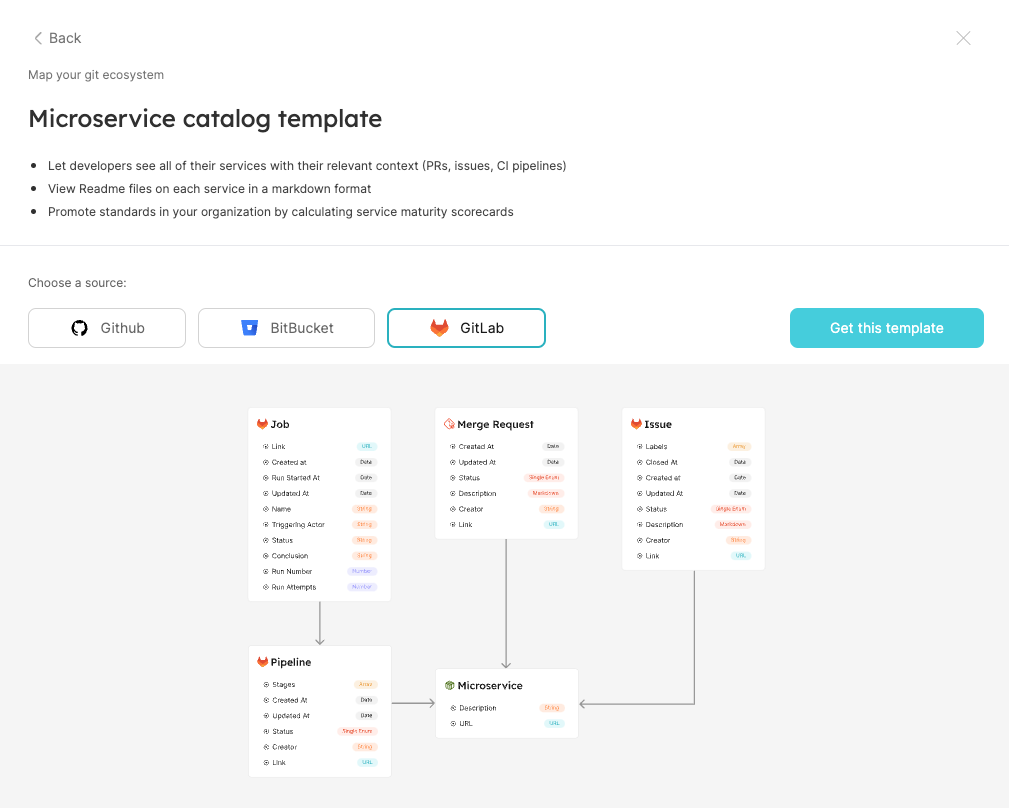 Back
Map your git ecosystem
Microservice catalog template
Let developers see all of their services with their relevant context (PRs, issues, CI pipelines)
View Readme files on each service in a markdown format
Promote standards in your organization by calculating service maturity scorecards
Choose a source:
Github
BitBucket
GitLab
Get this template
Job
Link URL
Created at Date
Run Started At Date
Updated At Date
Name String
Triggering Actor String
Status String
Conclusion String
Run Number Number
Run Attempts Number
Merge Request
Created At Date
Updated At Date
Status Single Enum
Description Markdown
Creator String
Link URL
Issue
Labels Array
Closed At Date
Created at Date
Updated At Date
Status Single Enum
Description Markdown
Creator String
Link URL
Pipeline
Stages Array
Created At Date
Updated At Date
Status Single Enum
Creator String
Link URL
Microservice
Description String
URL URL